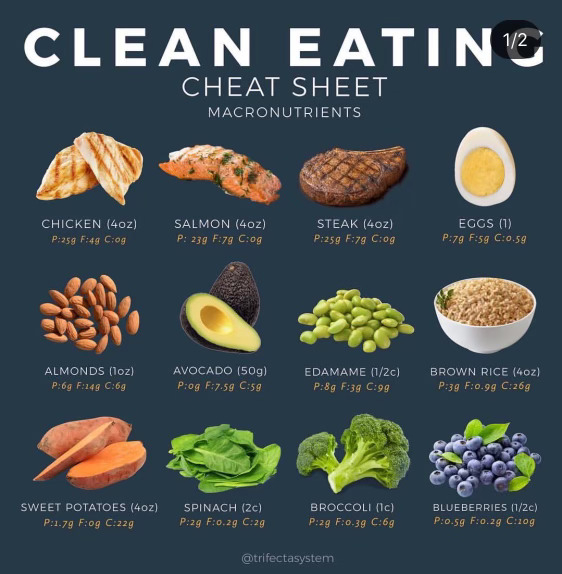 CLEAN EATING
1/2
CHEAT SHEET
MACRONUTRIENTS
CHICKEN (4oz)
P:25g F:4g C:0g
SALMON (4oz)
P: 23g F:7g C:0g
STEAK (4oz)
P:25g F:7g C:0g
EGGS (1)
P:7g F:5g C:0.5g
ALMONDS (1oz)
P:6g F:14g C:6g
AVOCADO (50g)
P:0g F:7.5g C:5g
EDAMAME (1/2c)
P:8g F:3g C:9g
BROWN RICE (4oz)
P:3g F:0.9g C:26g
SWEET POTATOES (4oz)
P:1.7g F:0g C:22g
SPINACH (2c)
P:2g F:0.2g C:2g
BROCCOLI (1c)
P:2g F:0.3g C:6g
BLUEBERRIES (1/2c)
P:0.5g F:0.2g C:10g
@trifectasystem